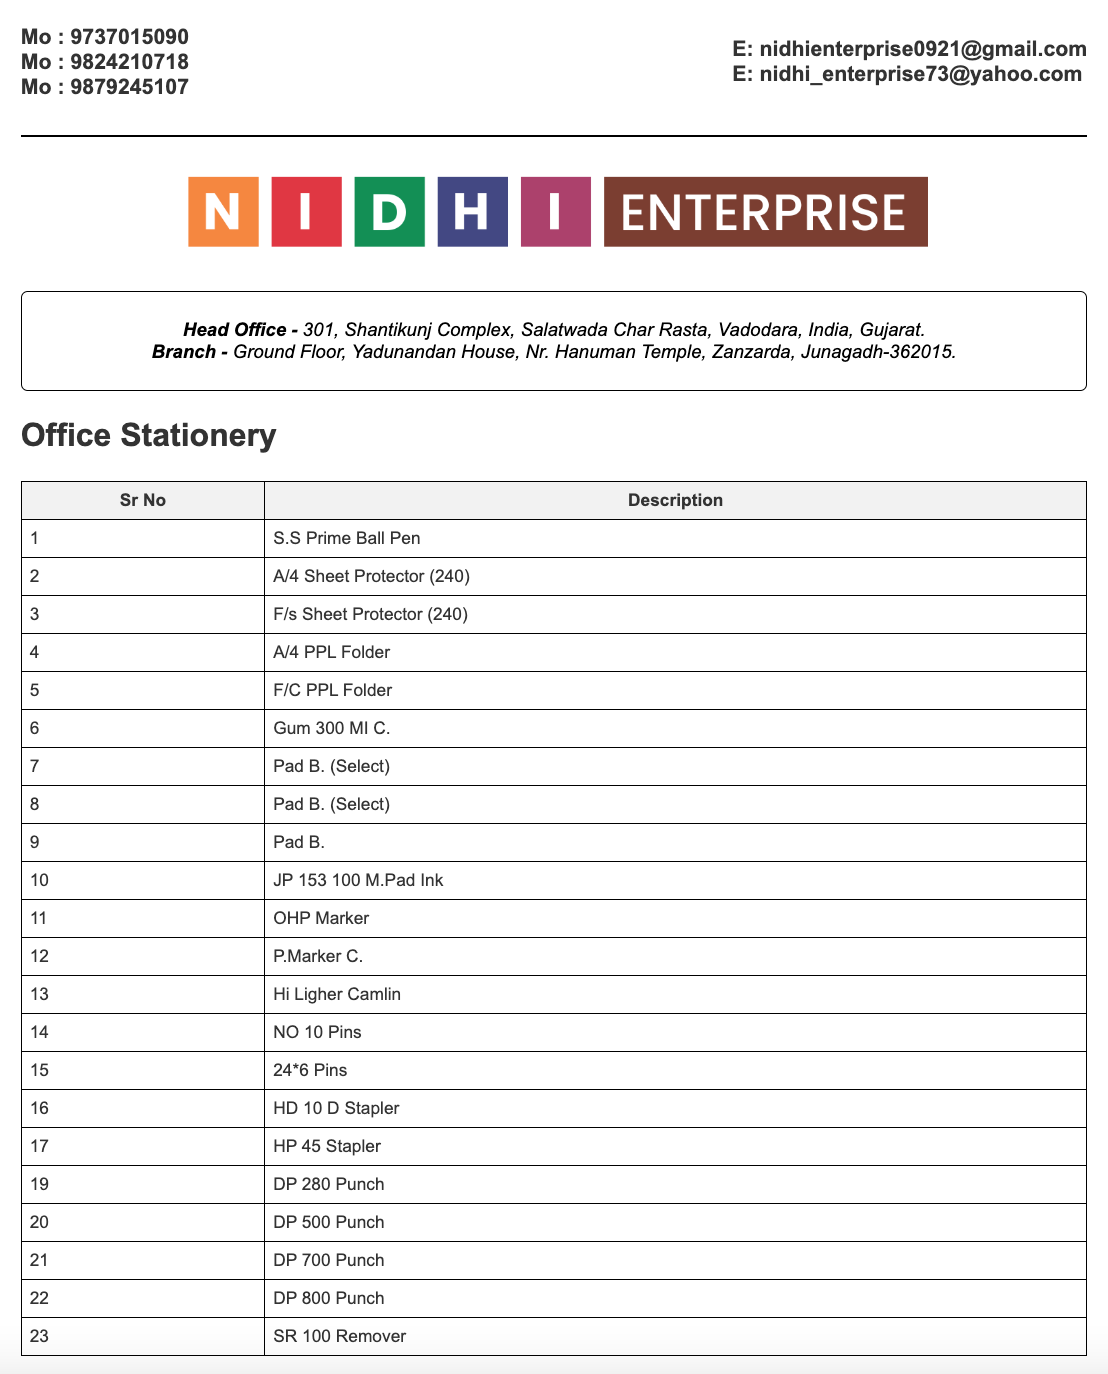 Mo : 9737015090
Mo : 9824210718
Mo : 9879245107
E: nidhienterprise0921@gmail.com
E: nidhi_enterprise73@yahoo.com
NIDHI ENTERPRISE
Head Office - 301, Shantikunj Complex, Salatwada Char Rasta, Vadodara, India, Gujarat.
Branch - Ground Floor, Yadunandan House, Nr. Hanuman Temple, Zanzarda, Junagadh-362015.
Office Stationery
Sr No Description
1 S.S Prime Ball Pen
2 A/4 Sheet Protector (240)
3 F/s Sheet Protector (240)
4 A/4 PPL Folder
5 F/C PPL Folder
6 Gum 300 MI C.
7 Pad B. (Select)
8 Pad B. (Select)
9 Pad B.
10 JP 153 100 M.Pad Ink
11 OHP Marker
12 P.Marker C.
13 Hi Ligher Camlin
14 NO 10 Pins
15 24*6 Pins
16 HD 10 D Stapler
17 HP 45 Stapler
19 DP 280 Punch
20 DP 500 Punch
21 DP 700 Punch
22 DP 800 Punch
23 SR 100 Remover